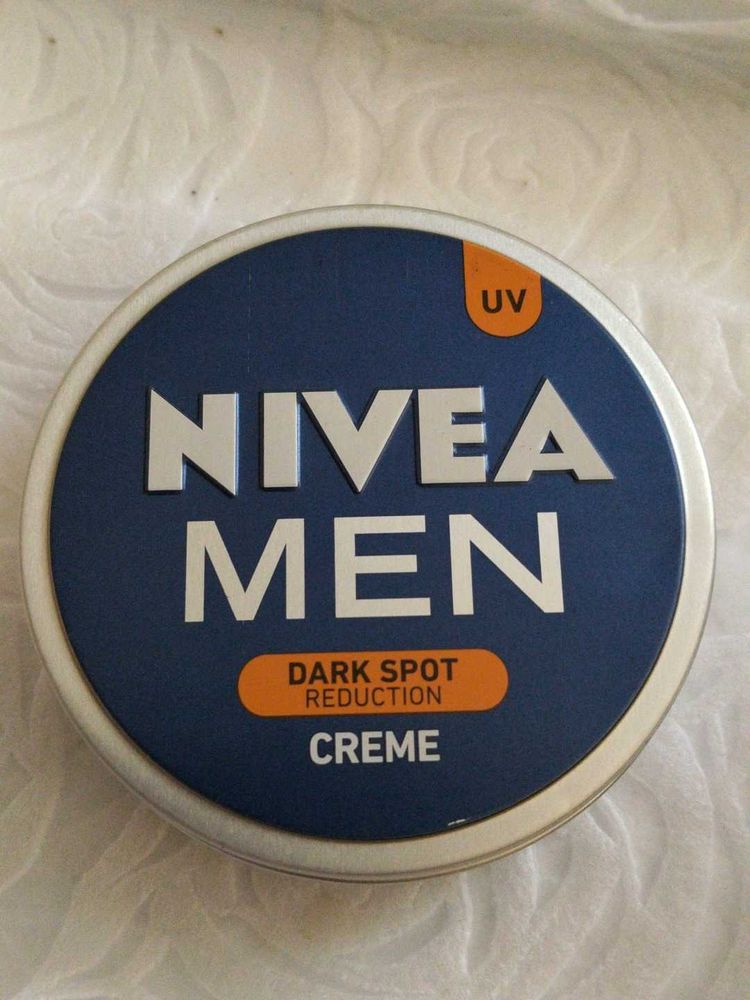 UV
NIVEA
MEN
DARK SPOT
REDUCTION
CREME